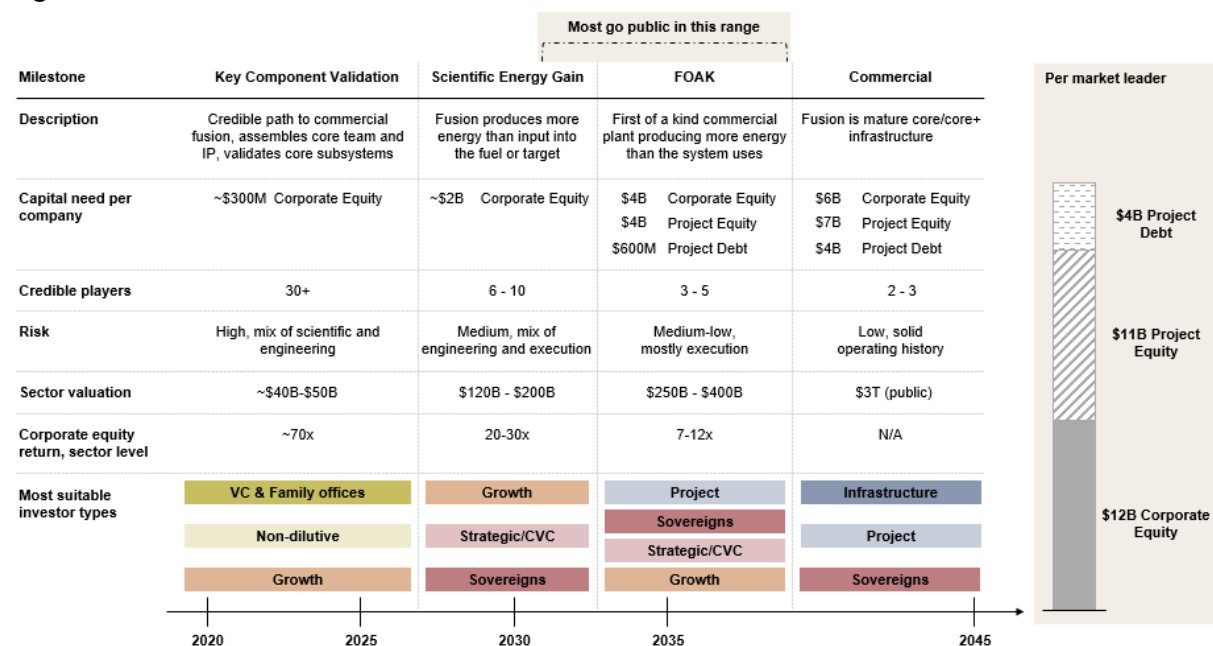 Most go public in this range
Milestone
Key Component Validation
Scientific Energy Gain
FOAK
Commercial
Description
Credible path to commercial
fusion, assembles core team and
IP, validates core subsystems
Fusion produces more
energy than input into
the fuel or target
First of a kind commercial
plant producing more energy
than the system uses
Fusion is mature core/core+
infrastructure
Capital need per
company
~$300M Corporate Equity
~$2B Corporate Equity
$4B Corporate Equity
$4B Project Equity
$600M Project Debt
$6B Corporate Equity
$7B Project Equity
$4B Project Debt
Credible players
30+
6 - 10
3 - 5
2 - 3
Risk
High, mix of scientific and
engineering
Medium, mix of
engineering and execution
Medium-low,
mostly execution
Low, solid
operating history
Sector valuation
~$40B-$50B
$120B - $200B
$250B - $400B
$3T (public)
Corporate equity
return, sector level
~70x
20-30x
7-12x
N/A
Most suitable
investor types
VC & Family offices
Non-dilutive
Growth
Growth
Strategic/CVC
Sovereigns
Project
Sovereigns
Strategic/CVC
Growth
Infrastructure
Project
Sovereigns
2020
2025
2030
2035
2045
Per market leader
$4B Project
Debt
$11B Project
Equity
$12B Corporate
Equity